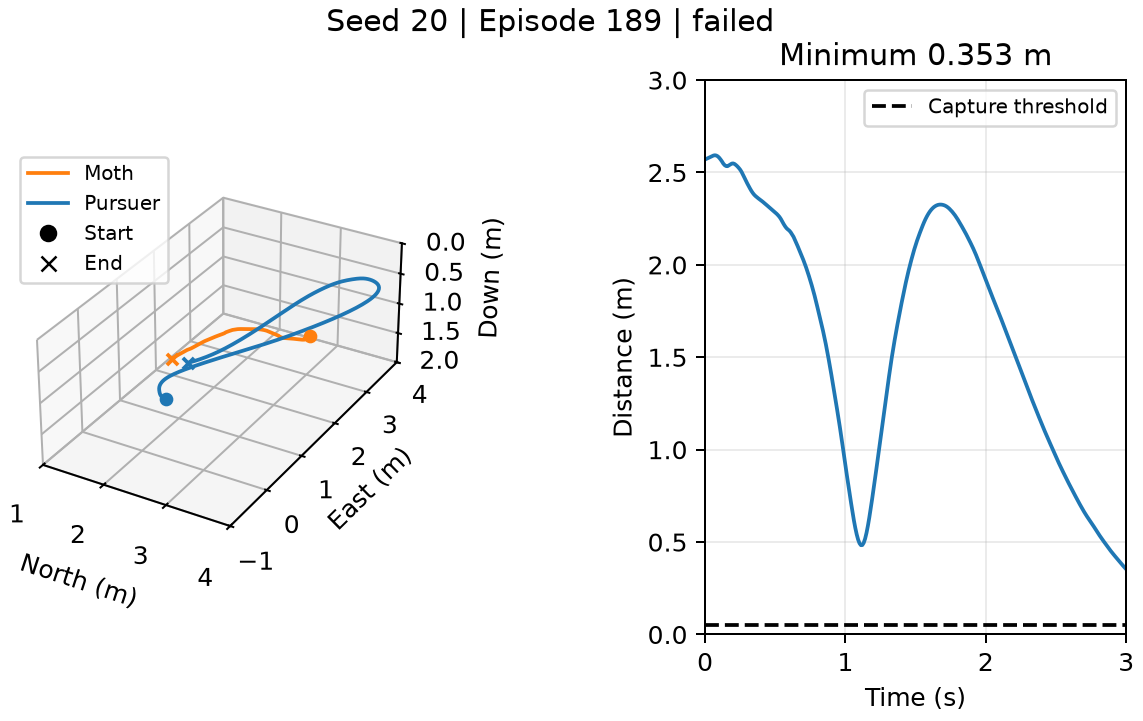 Seed 20 | Episode 189 | failed
Moth
Pursuer
Start
End
0.0
0.5
1.0
1.5
2.0
Down (m)
4
3
2
1
0
−1
East (m)
1
2
3
4
North (m)
Minimum 0.353 m
Capture threshold
3.0
2.5
2.0
1.5
1.0
0.5
0.0
Distance (m)
0
1
2
3
Time (s)